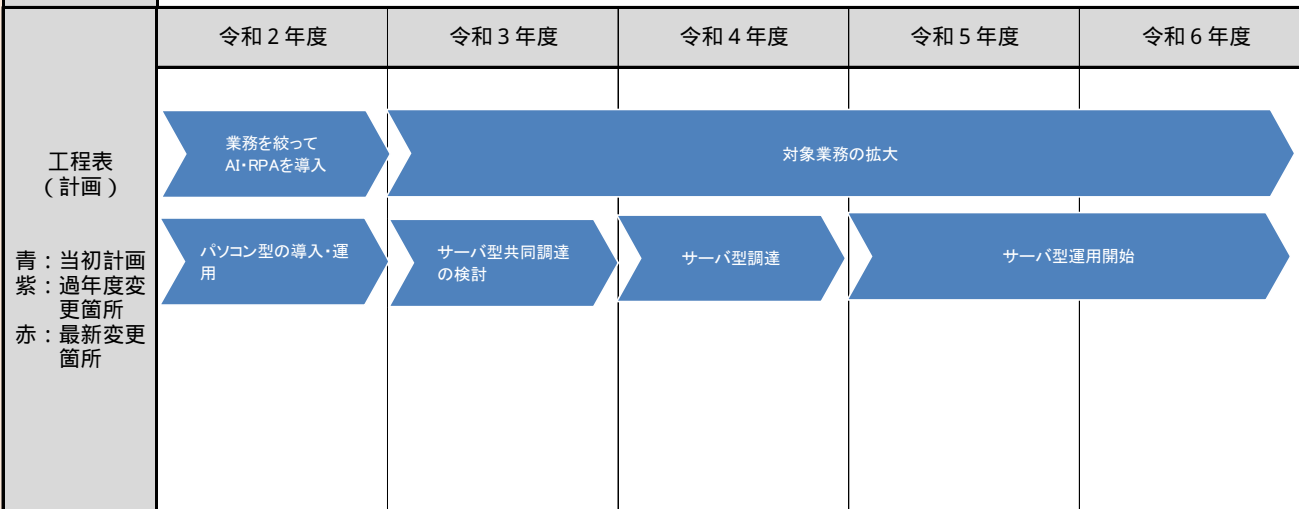 令和２年度
令和３年度
令和４年度
令和５年度
令和６年度
工程表
（計画）
青：当初計画
紫：過年度変
更箇所
赤：最新変更
箇所
業務を絞って
AI・RPAを導入
対象業務の拡大
パソコン型の導入・運
用
サーバ型共同調達
の検討
サーバ型調達
サーバ型運用開始